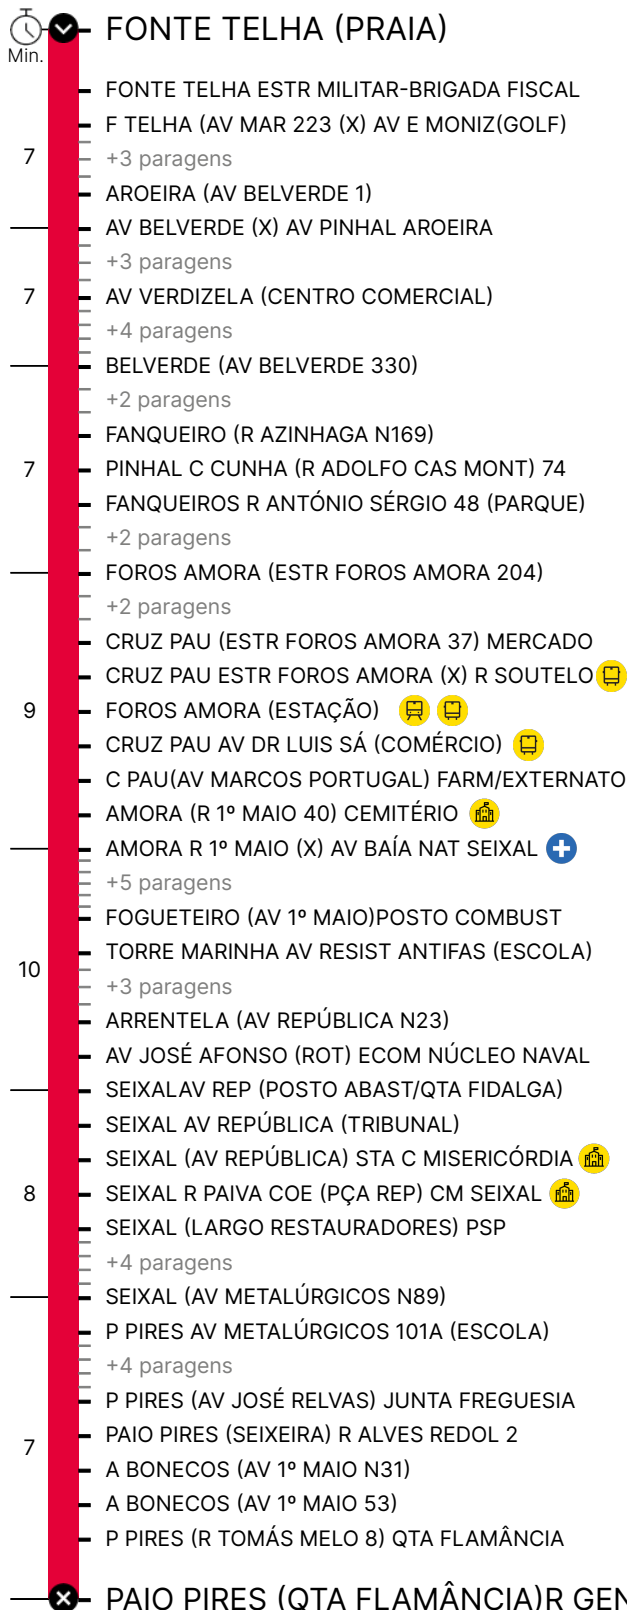 FONTE TELHA (PRAIA)
Min.
FONTE TELHA ESTR MILITAR-BRIGADA FISCAL
F TELHA (AV MAR 223 (X) AV E MONIZ(GOLF)
7
+3 paragens
AROEIRA (AV BELVERDE 1)
AV BELVERDE (X) AV PINHAL AROEIRA
+3 paragens
7
AV VERDIZELA (CENTRO COMERCIAL)
+4 paragens
BELVERDE (AV BELVERDE 330)
+2 paragens
FANQUEIRO (R AZINHAGA N169)
7
PINHAL C CUNHA (R ADOLFO CAS MONT) 74
FANQUEIROS R ANTÓNIO SÉRGIO 48 (PARQUE)
+2 paragens
FOROS AMORA (ESTR FOROS AMORA 204)
+2 paragens
CRUZ PAU (ESTR FOROS AMORA 37) MERCADO
CRUZ PAU ESTR FOROS AMORA (X) R SOUTELO
9
FOROS AMORA (ESTAÇÃO)
CRUZ PAU AV DR LUIS SÁ (COMÉRCIO)
C PAU(AV MARCOS PORTUGAL) FARM/EXTERNATO
AMORA (R 1º MAIO 40) CEMITÉRIO
AMORA R 1º MAIO (X) AV BAÍA NAT SEIXAL
+5 paragens
FOGUETEIRO (AV 1º MAIO)POSTO COMBUST
TORRE MARINHA AV RESIST ANTIFAS (ESCOLA)
10
+3 paragens
ARRENTELA (AV REPÚBLICA N23)
AV JOSÉ AFONSO (ROT) ECOM NÚCLEO NAVAL
SEIXALAV REP (POSTO ABAST/QTA FIDALGA)
SEIXAL AV REPÚBLICA (TRIBUNAL)
SEIXAL (AV REPÚBLICA) STA C MISERICÓRDIA
8
SEIXAL R PAIVA COE (PÇA REP) CM SEIXAL
SEIXAL (LARGO RESTAURADORES) PSP
+4 paragens
SEIXAL (AV METALÚRGICOS N89)
P PIRES AV METALÚRGICOS 101A (ESCOLA)
+4 paragens
P PIRES (AV JOSÉ RELVAS) JUNTA FREGUESIA
PAIO PIRES (SEIXEIRA) R ALVES REDOL 2
7
A BONECOS (AV 1º MAIO N31)
A BONECOS (AV 1º MAIO 53)
P PIRES (R TOMÁS MELO 8) QTA FLAMÂNCIA
PAIO PIRES (QTA FLAMÂNCIA)R GEN